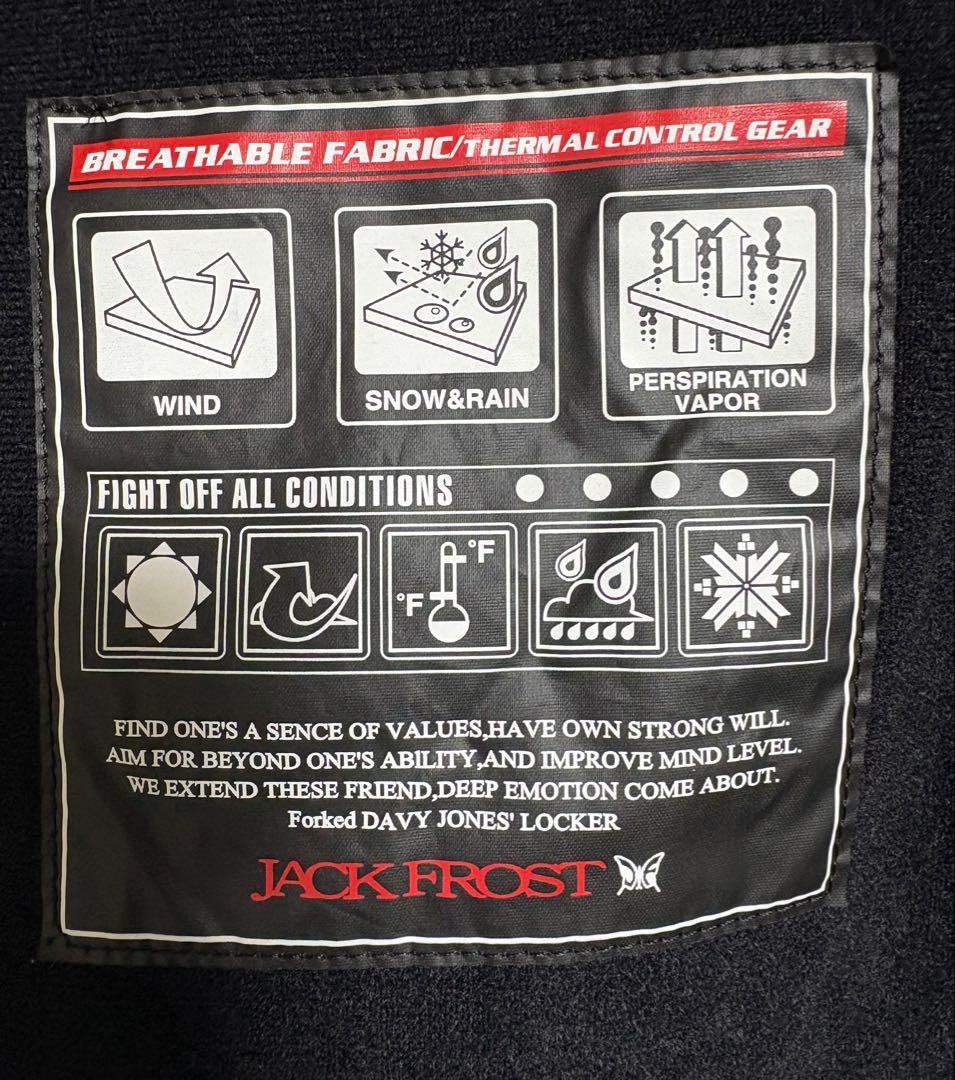 BREATHABLE FABRIC/THERMAL CONTROL GEAR
WIND
SNOW&RAIN
PERSPIRATION
VAPOR
FIGHT OFF ALL CONDITIONS
°F
°F
FIND ONE'S A SENCE OF VALUES,HAVE OWN STRONG WILL.
AIM FOR BEYOND ONE'S ABILITY,AND IMPROVE MIND LEVEL.
WE EXTEND THESE FRIEND,DEEP EMOTION COME ABOUT.
Forked DAVY JONES' LOCKER
JACK FROST